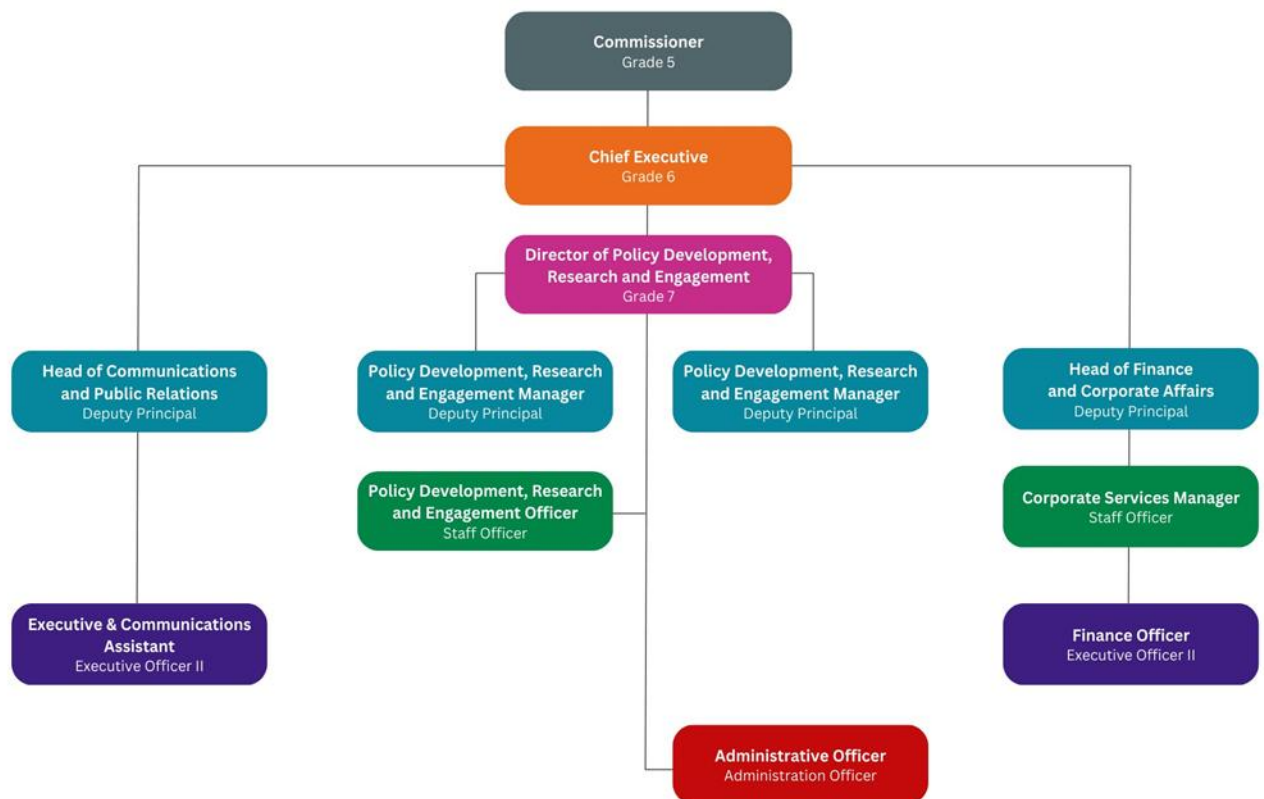 Commissioner
Grade 5
Chief Executive
Grade 6
Director of Policy Development,
Research and Engagement
Grade 7
Head of Communications
and Public Relations
Deputy Principal
Policy Development, Research
and Engagement Manager
Deputy Principal
Policy Development, Research
and Engagement Manager
Deputy Principal
Head of Finance
and Corporate Affairs
Deputy Principal
Policy Development, Research
and Engagement Officer
Staff Officer
Corporate Services Manager
Staff Officer
Executive & Communications
Assistant
Executive Officer II
Finance Officer
Executive Officer II
Administrative Officer
Administration Officer